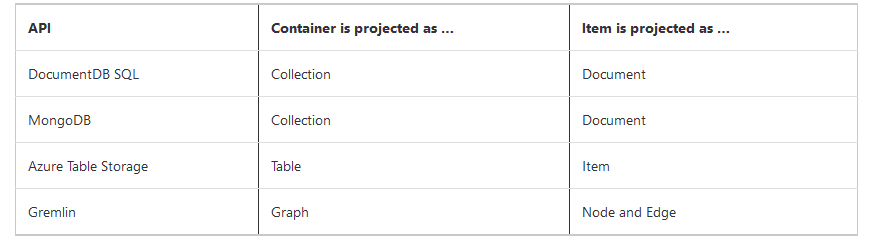 API Container is projected as ... Item is projected as ...
DocumentDB SQL Collection Document
MongoDB Collection Document
Azure Table Storage Table Item
Gremlin Graph Node and Edge